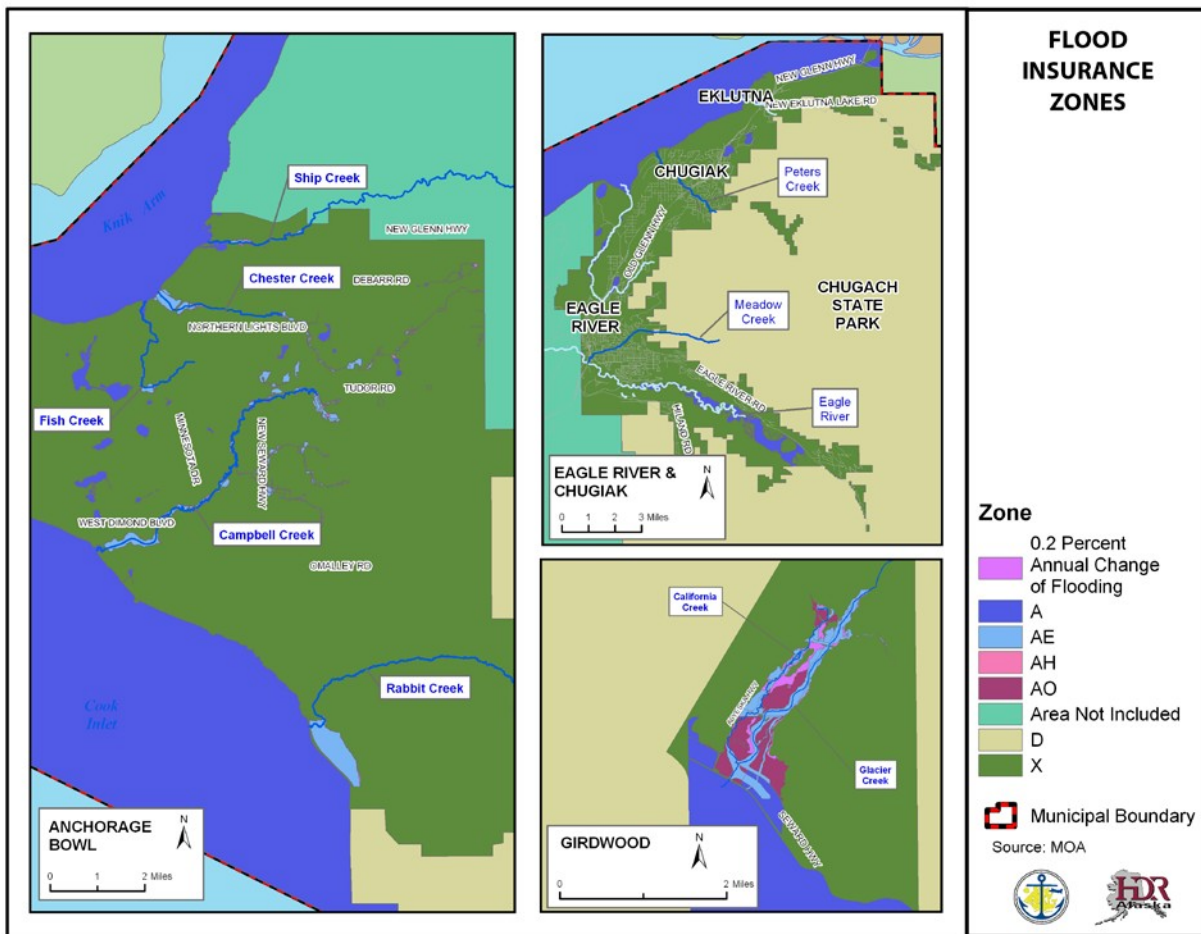 Knik Arm
Ship Creek
NEW GLENN HWY
Chester Creek
DEBARR RD
NORTHERN LIGHTS BLVD
TUDOR RD
Fish Creek
MINNESOTA DR
NEW SEWARD HWY
WEST DIMOND BLVD
Campbell Creek
OMALLEY RD
Rabbit Creek
Cook
Inlet
ANCHORAGE
BOWL
N
0 1 2 Miles
NEW GLENN HWY
EKLUTNA
NEW EKLUTNA LAKE RD
CHUGIAK
Peters
Creek
OLD GLENN HWY
CHUGACH
STATE
PARK
EAGLE
RIVER
Meadow
Creek
EAGLE RIVER RD
Eagle
River
HILAND RD
EAGLE RIVER &
CHUGIAK
N
0 1 2 3 Miles
California
Creek
Glacier
Creek
SEWARD HWY
GIRDWOOD
N
0 1 2 Miles
FLOOD
INSURANCE
ZONES
Zone
0.2 Percent
Annual Change
of Flooding
A
AE
AH
AO
Area Not Included
D
X
Municipal Boundary
Source: MOA
HDR
Alaska